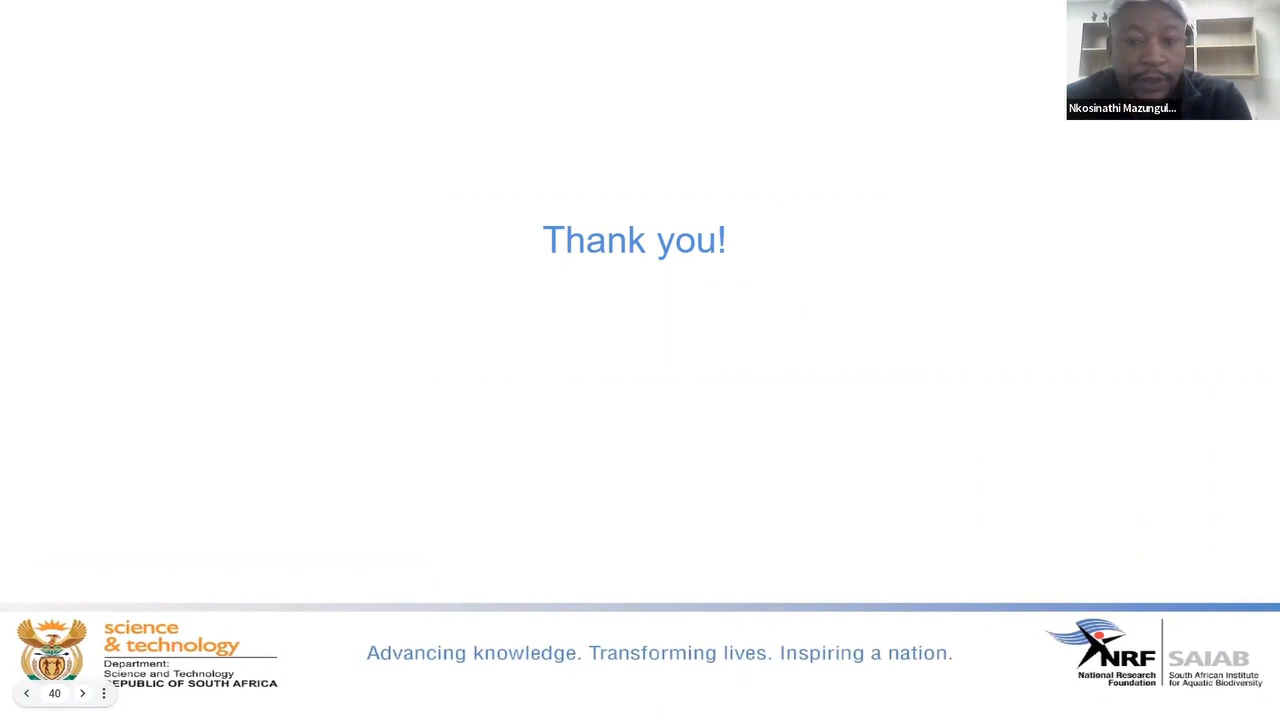 Nkosinathi Mazungul...
Thank you!
science
& technology
Department:
Science and Technology
REPUBLIC OF SOUTH AFRICA
40
Advancing knowledge. Transforming lives. Inspiring a nation.
NRF
National Research
Foundation
SAIAB
South African Institute
for Aquatic Biodiversity